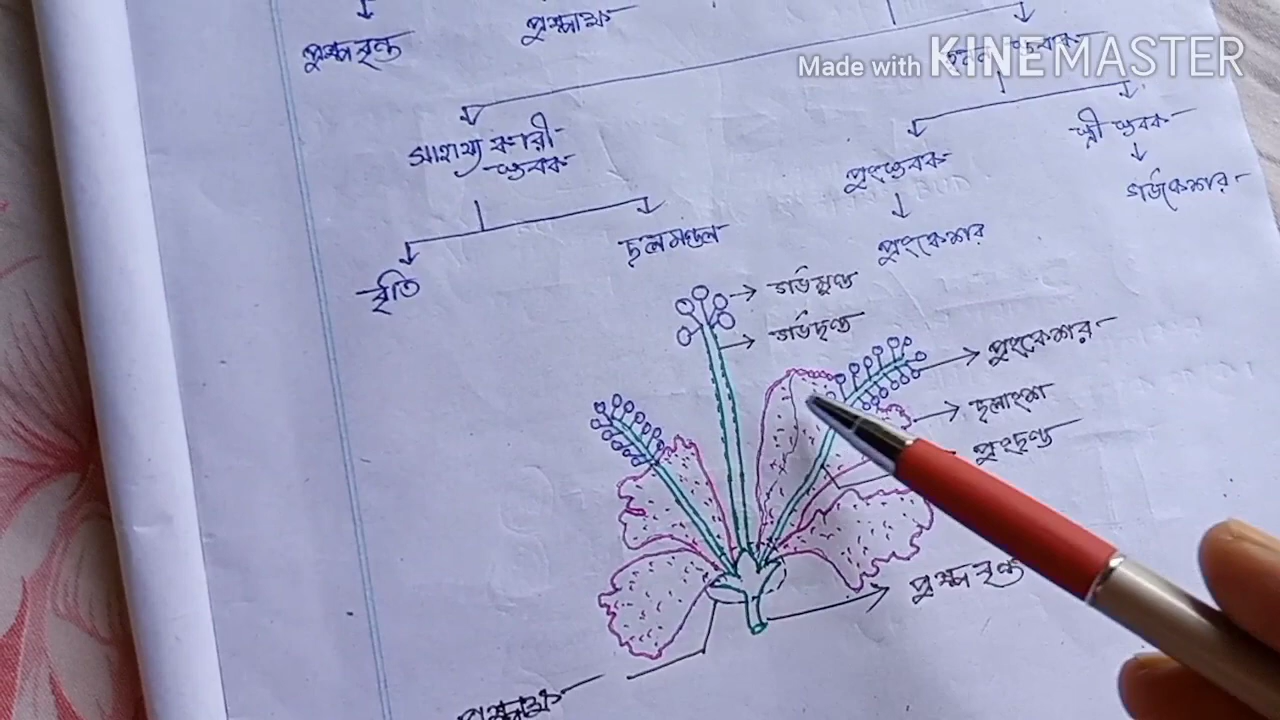 পুষ্পবৃন্ত
পুষ্পাক্ষ
Made with KINEMASTER
স্তবক
সাহায্যকারী
স্তবক
স্ত্রী স্তবক
পুংস্তবক
গর্ভকেশর
দলমণ্ডল
পুংকেশর
বৃতি
গর্ভমুণ্ড
গর্ভদণ্ড
পুংকেশর
দলাংশ
পুংদণ্ড
পুষ্পবৃন্ত
পুষ্পাক্ষ